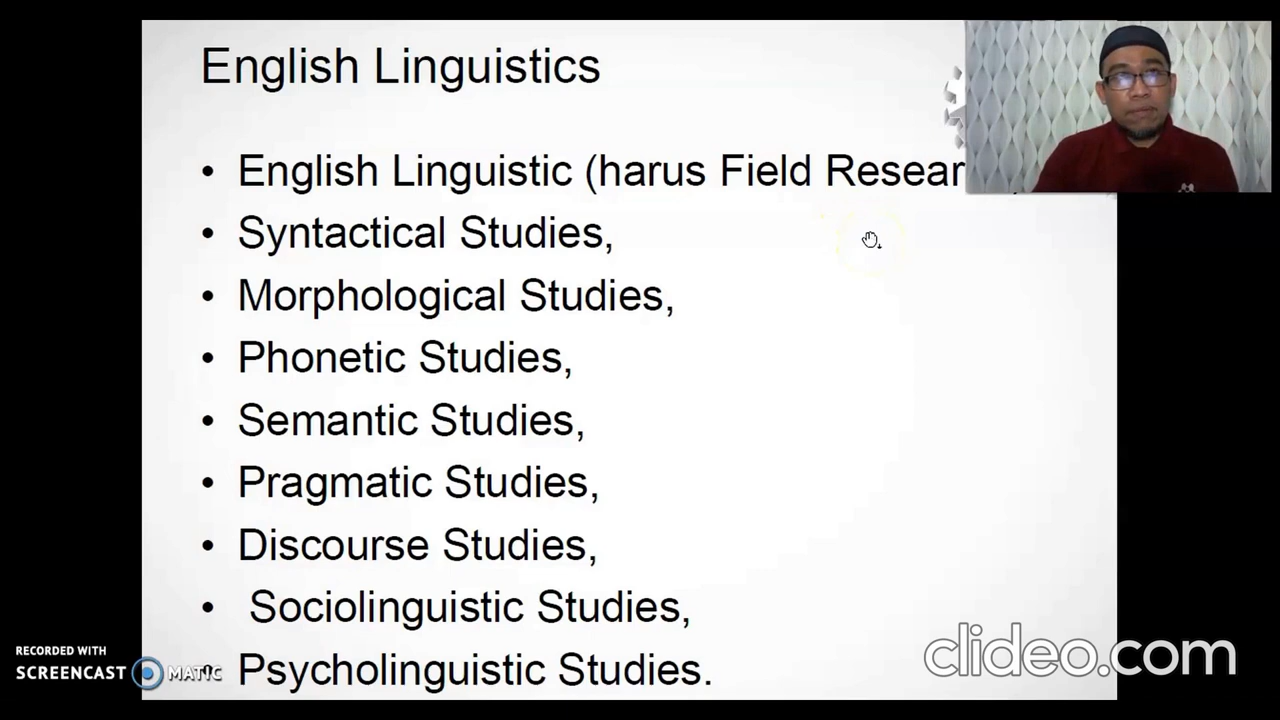 English Linguistics
• English Linguistic (harus Field Resear
• Syntactical Studies,
• Morphological Studies,
• Phonetic Studies,
• Semantic Studies,
• Pragmatic Studies,
• Discourse Studies,
• Sociolinguistic Studies,
• Psycholinguistic Studies.
RECORDED WITH
SCREENCAST MATIC
clideo.com